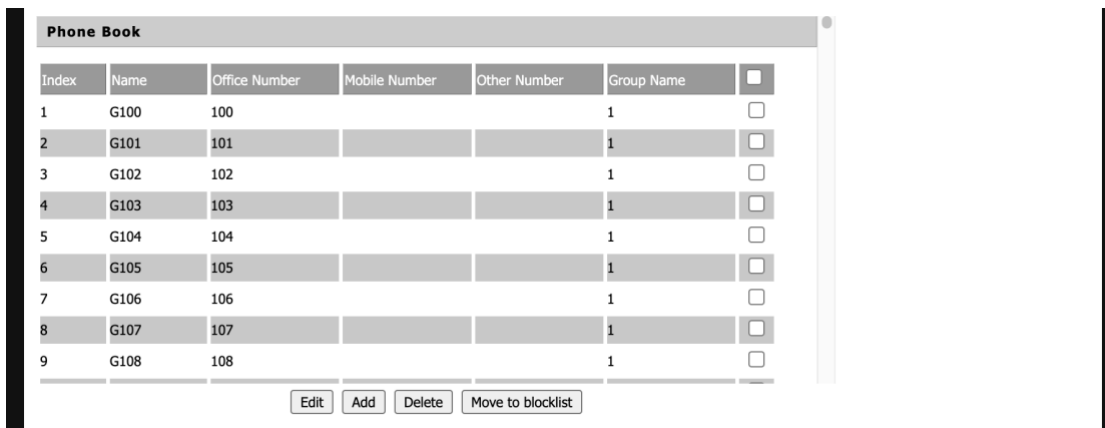 Phone Book
Index Name Office Number Mobile Number Other Number Group Name
1 G100 100 1
2 G101 101 1
3 G102 102 1
4 G103 103 1
5 G104 104 1
6 G105 105 1
7 G106 106 1
8 G107 107 1
9 G108 108 1
Edit Add Delete Move to blocklist